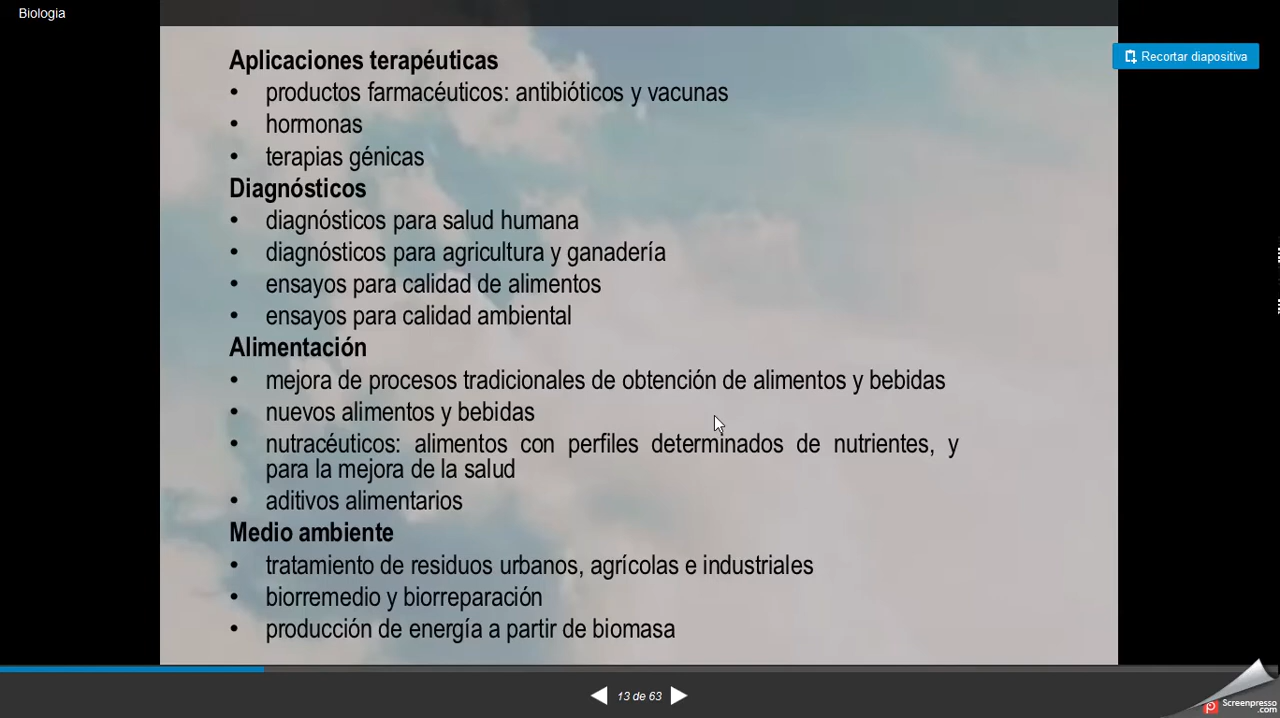 Biologia
Recortar diapositiva
Aplicaciones terapéuticas
• productos farmacéuticos: antibióticos y vacunas
• hormonas
• terapias génicas
Diagnósticos
• diagnósticos para salud humana
• diagnósticos para agricultura y ganadería
• ensayos para calidad de alimentos
• ensayos para calidad ambiental
Alimentación
• mejora de procesos tradicionales de obtención de alimentos y bebidas
• nuevos alimentos y bebidas
• nutracéuticos: alimentos con perfiles determinados de nutrientes, y
para la mejora de la salud
• aditivos alimentarios
Medio ambiente
• tratamiento de residuos urbanos, agrícolas e industriales
• biorremedio y biorreparación
• producción de energía a partir de biomasa
13 de 63
Screenpresso
.com